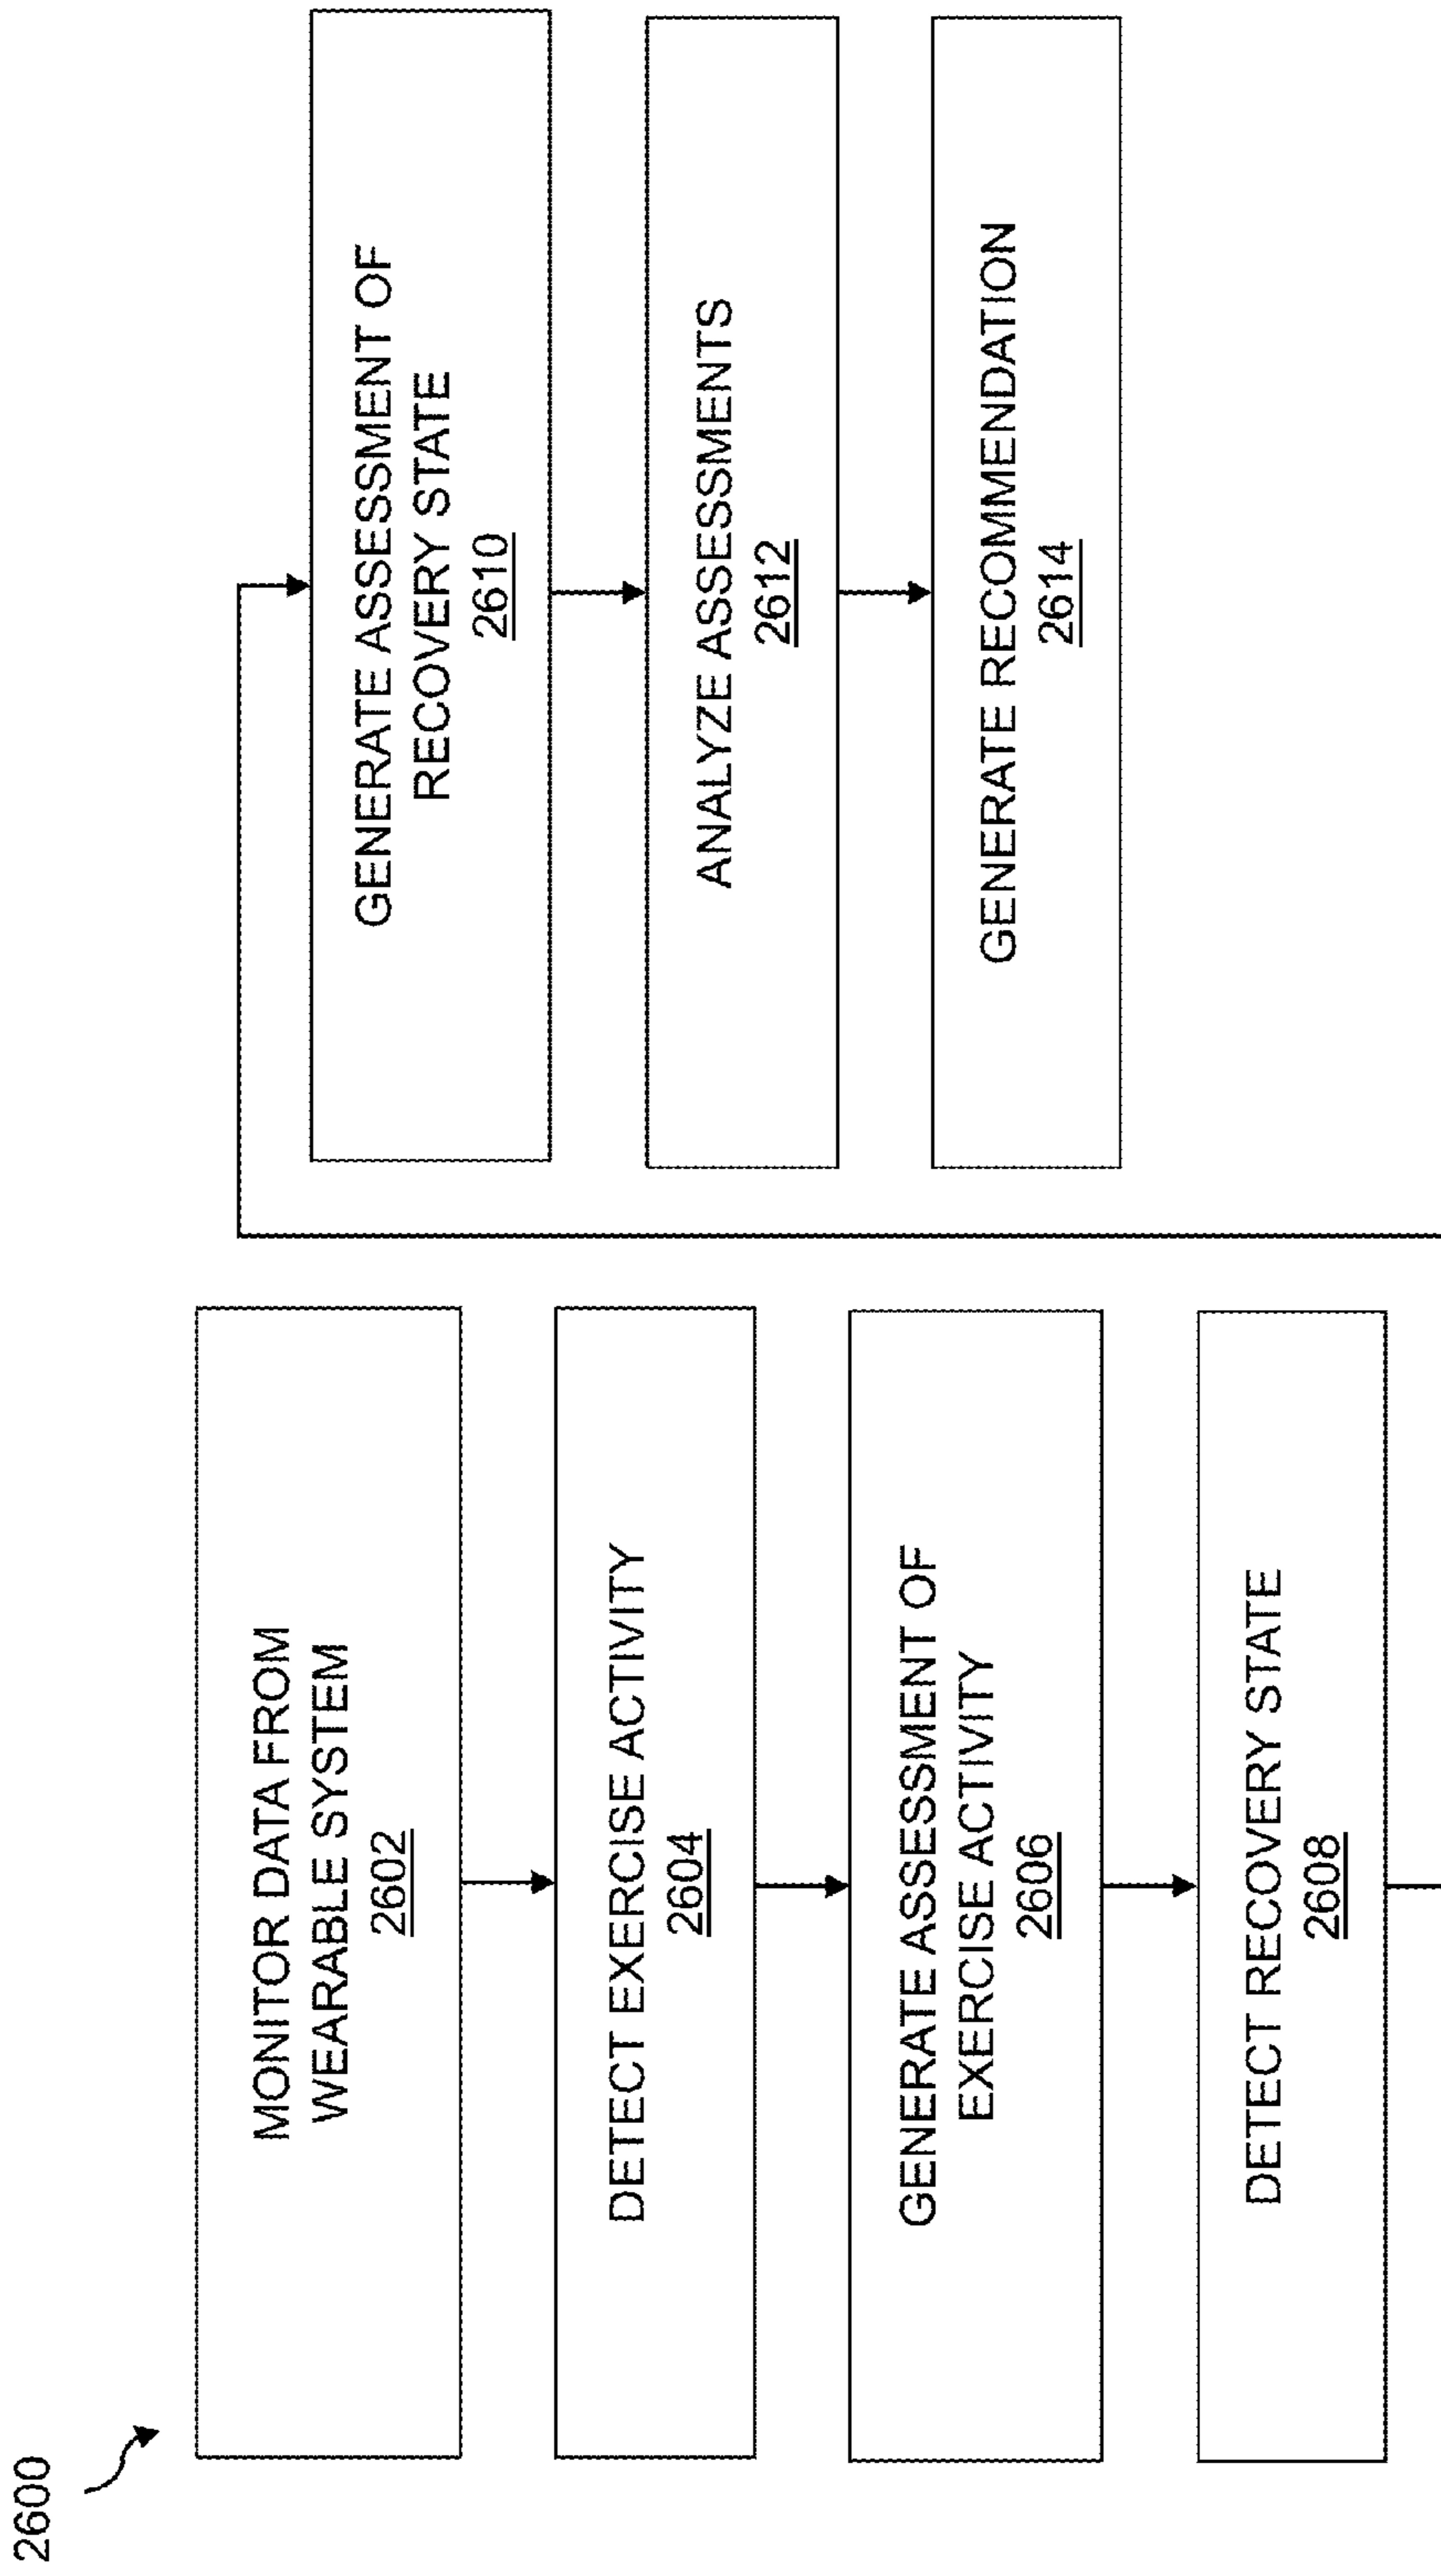 2600
MONITOR DATA FROM
WEARABLE SYSTEM
2602
DETECT EXERCISE ACTIVITY
2604
GENERATE ASSESSMENT OF
EXERCISE ACTIVITY
2606
DETECT RECOVERY STATE
2608
GENERATE ASSESSMENT OF
RECOVERY STATE
2610
ANALYZE ASSESSMENTS
2612
GENERATE RECOMMENDATION
2614